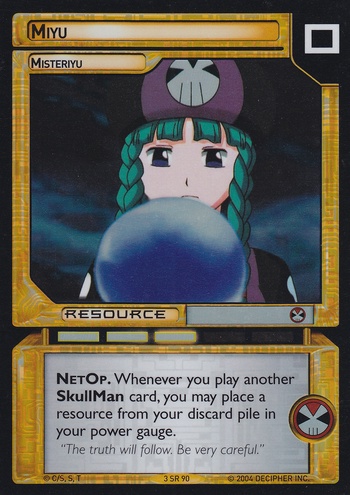 MIYU
MISTERIYU
RESOURCE
NETOP. Whenever you play another
SkullMan card, you may place a
resource from your discard pile in
your power gauge.
"The truth will follow. Be very careful."
© C/S, S, T
3 SR 90
© 2004 DECIPHER INC.